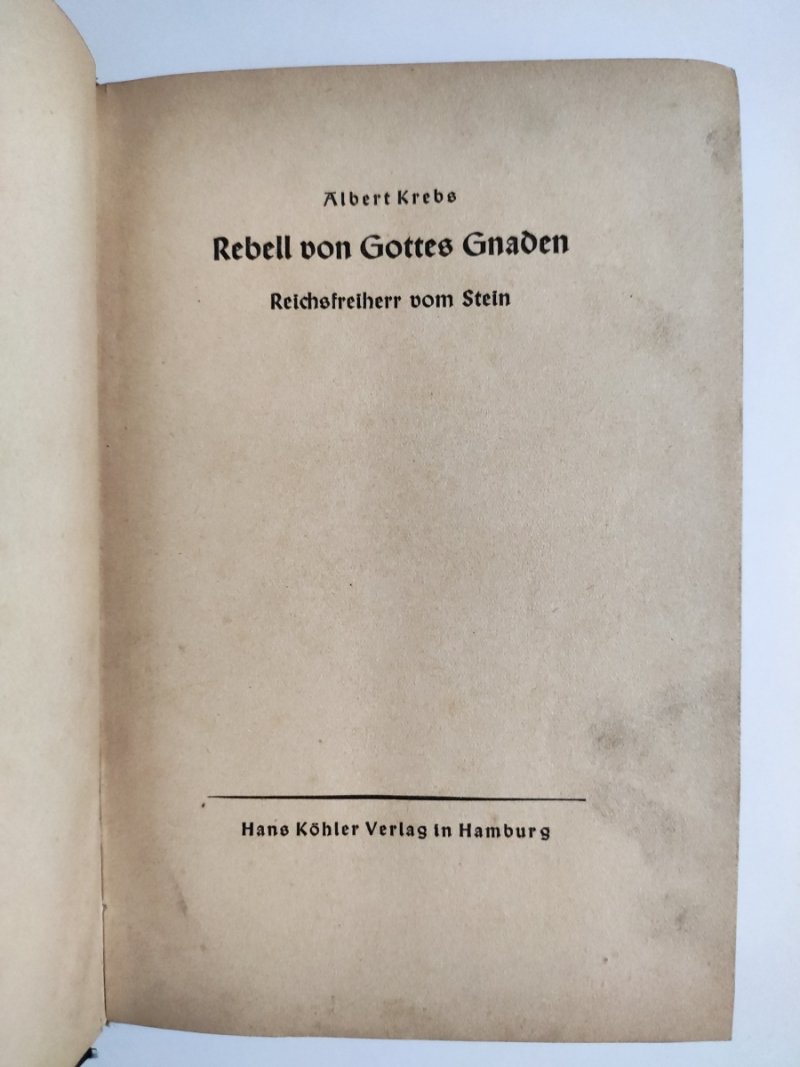 Albert Krebs
Rebell von Gottes Gnaden
Reichsfreiherr vom Stein
Hans Köhler Verlag in Hamburg